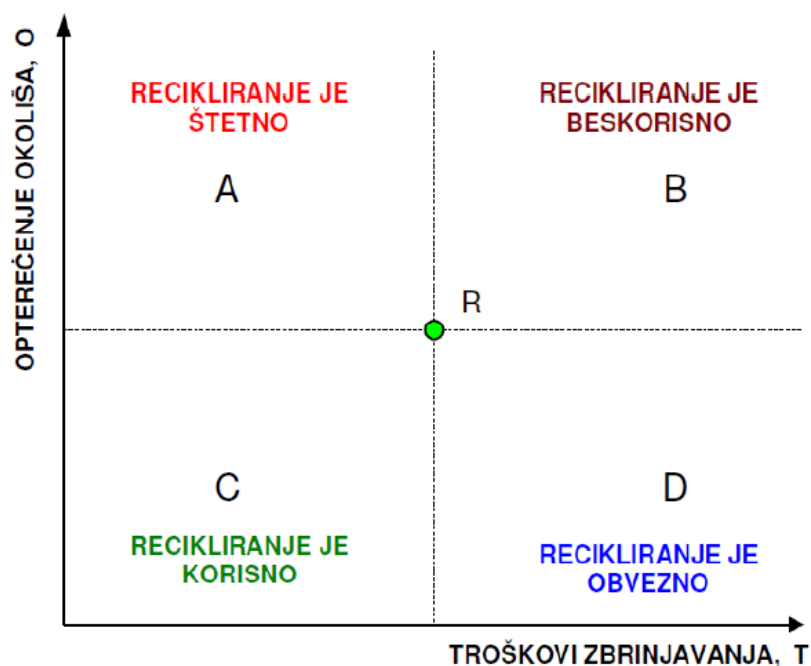 OPTEREĆENJE OKOLIŠA, O
RECIKLIRANJE JE
ŠTETNO
A
RECIKLIRANJE JE
BESKORISNO
B
R
C
RECIKLIRANJE JE
KORISNO
D
RECIKLIRANJE JE
OBVEZNO
TROŠKOVI ZBRINJAVANJA, T